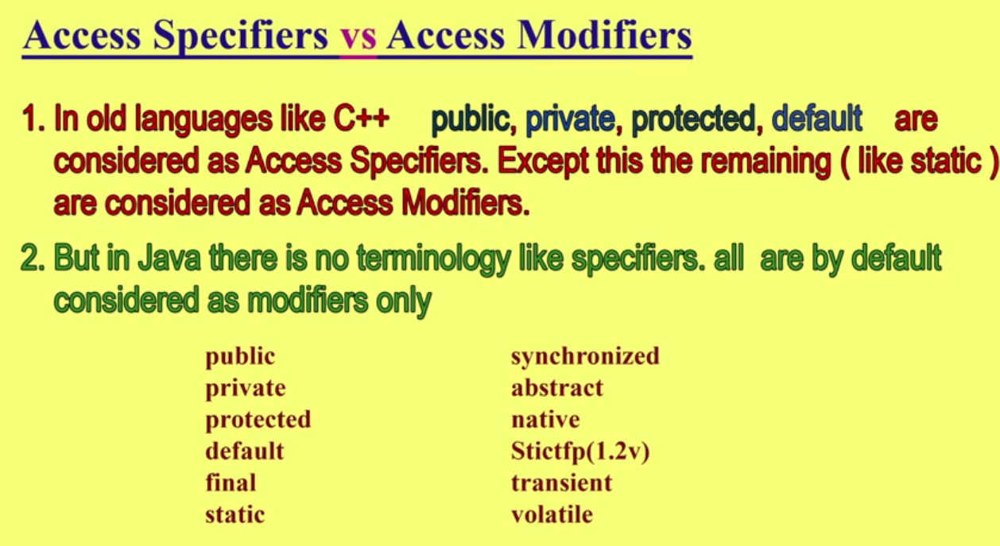 Access Specifiers vs Access Modifiers
1. In old languages like C++ public, private, protected, default are
considered as Access Specifiers. Except this the remaining ( like static )
are considered as Access Modifiers.
2. But in Java there is no terminology like specifiers. all are by default
considered as modifiers only
public
private
protected
default
final
static
synchronized
abstract
native
Stictfp(1.2v)
transient
volatile